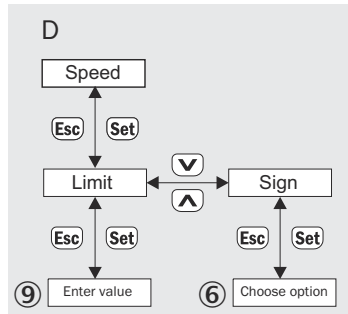 D
Speed
Esc Set
Limit Sign
Esc Set Esc Set
⑨ Enter value ⑥ Choose option